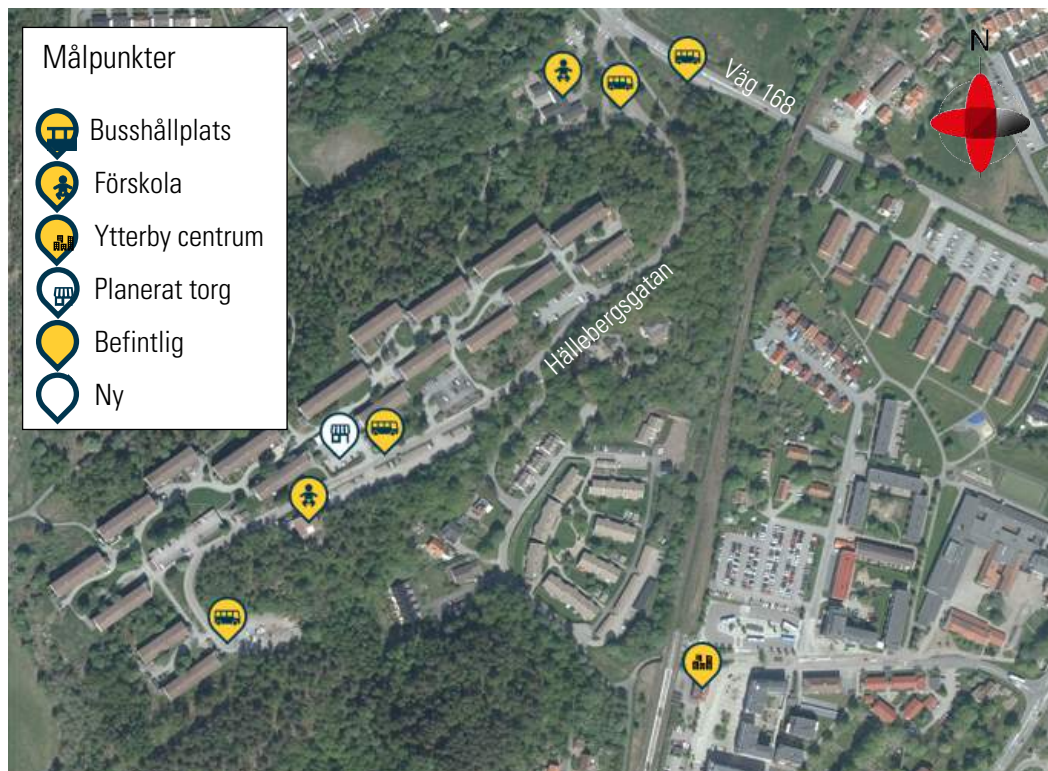 Målpunkter
Busshållplats
Förskola
Ytterby centrum
Planerat torg
Befintlig
Ny
Väg 168
N
Hällebergsgatan